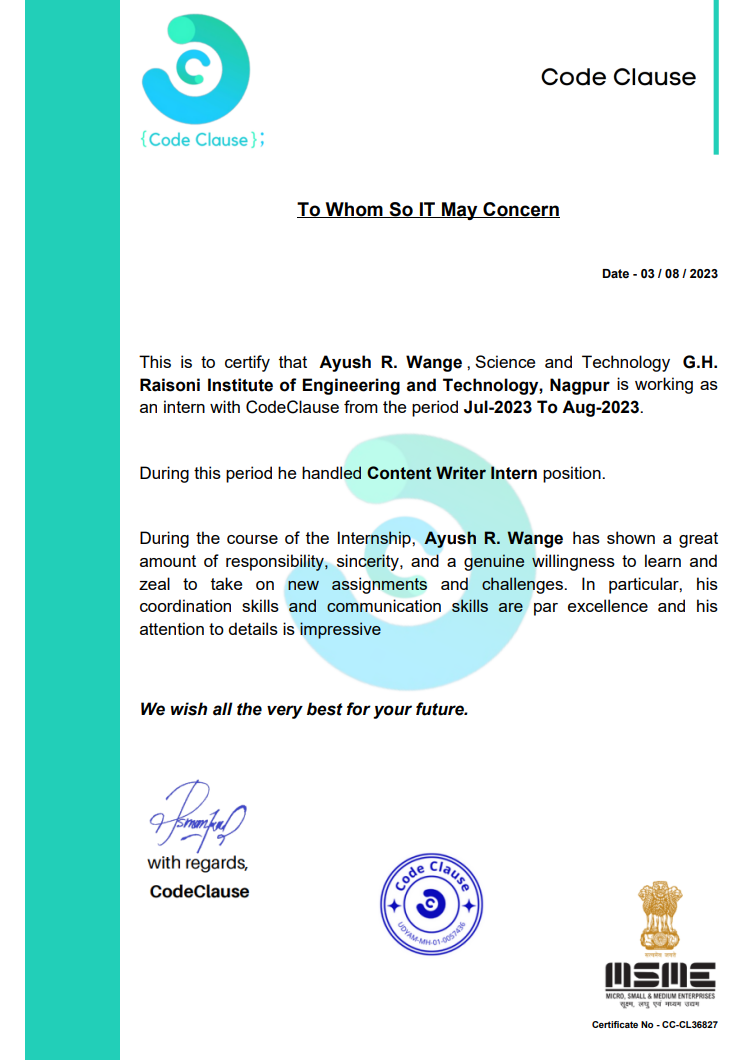 {Code Clause};
Code Clause
To Whom So IT May Concern
Date - 03 / 08 / 2023
This is to certify that Ayush R. Wange , Science and Technology G.H.
Raisoni Institute of Engineering and Technology, Nagpur is working as
an intern with CodeClause from the period Jul-2023 To Aug-2023.
During this period he handled Content Writer Intern position.
During the course of the Internship, Ayush R. Wange has shown a great
amount of responsibility, sincerity, and a genuine willingness to learn and
zeal to take on new assignments and challenges. In particular, his
coordination skills and communication skills are par excellence and his
attention to details is impressive
We wish all the very best for your future.
with regards,
CodeClause
Code Clause
UDYAM-MH-01-0057436
सत्यमेव जयते
MSME
MICRO, SMALL & MEDIUM ENTERPRISES
सूक्ष्म, लघु एवं मध्यम उद्यम
Certificate No - CC-CL36827